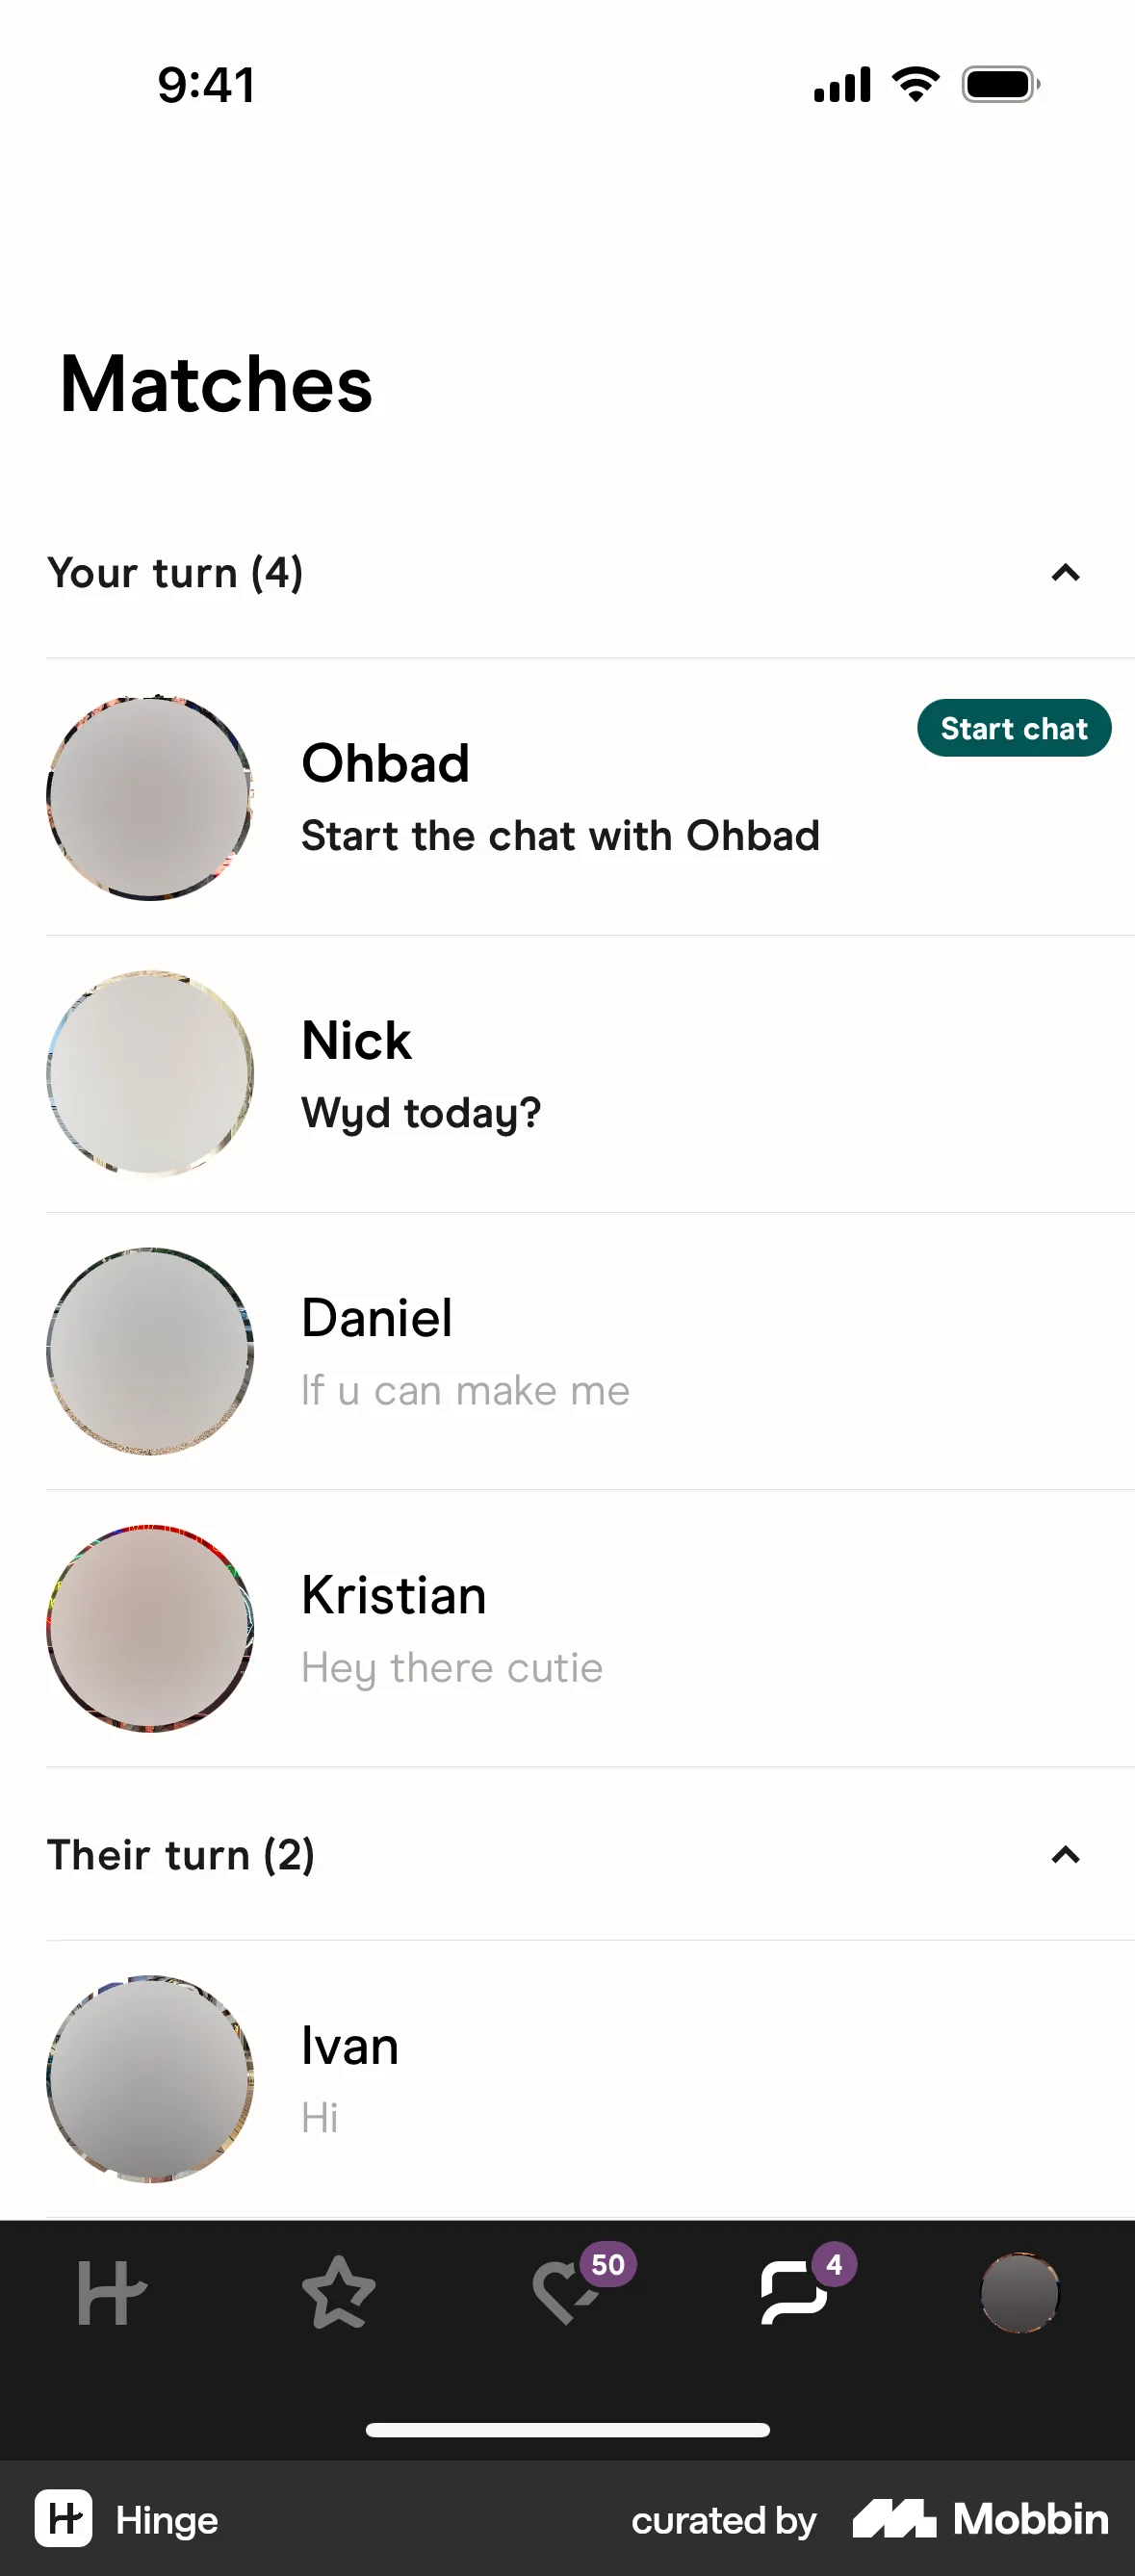 9:41
Matches
Your turn (4)
Start chat
Ohbad
Start the chat with Ohbad
Nick
Wyd today?
Daniel
If u can make me
Kristian
Hey there cutie
Their turn (2)
Ivan
Hi
50
4
Hinge
curated by Mobbin